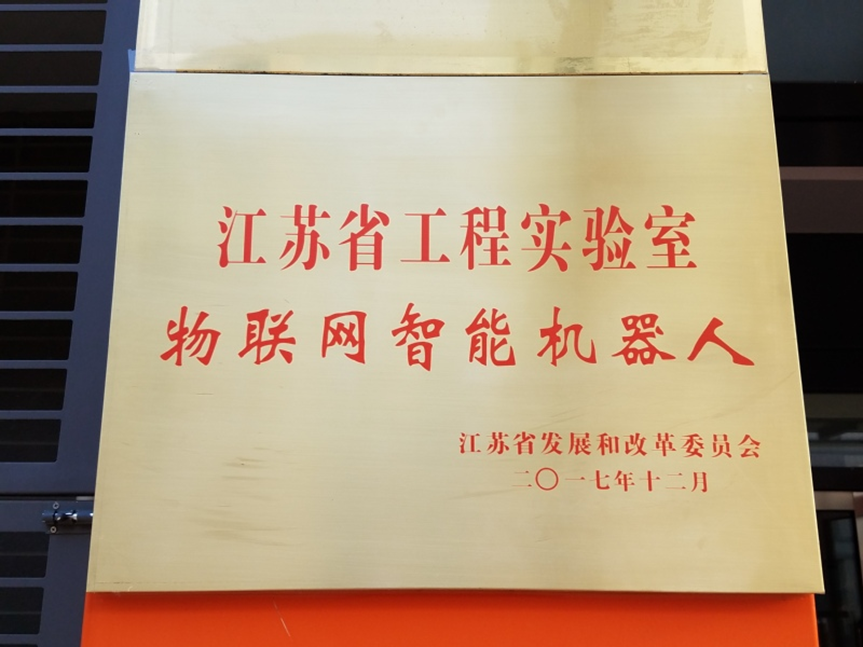 江苏省工程实验室
物联网智能机器人
江苏省发展和改革委员会
二〇一七年十二月